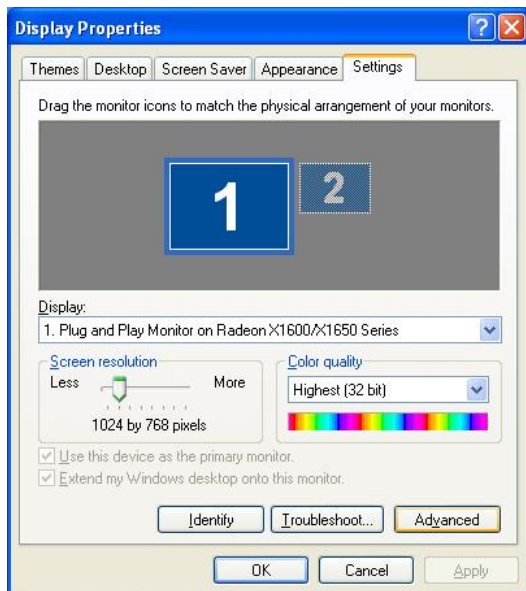 Display Properties
Themes Desktop Screen Saver Appearance Settings
Drag the monitor icons to match the physical arrangement of your monitors.
1 2
Display:
1. Plug and Play Monitor on Radeon X1600/X1650 Series
Screen resolution Color quality
Less More Highest (32 bit)
1024 by 768 pixels
Use this device as the primary monitor.
Extend my Windows desktop onto this monitor.
Identify Troubleshoot... Advanced
OK Cancel Apply